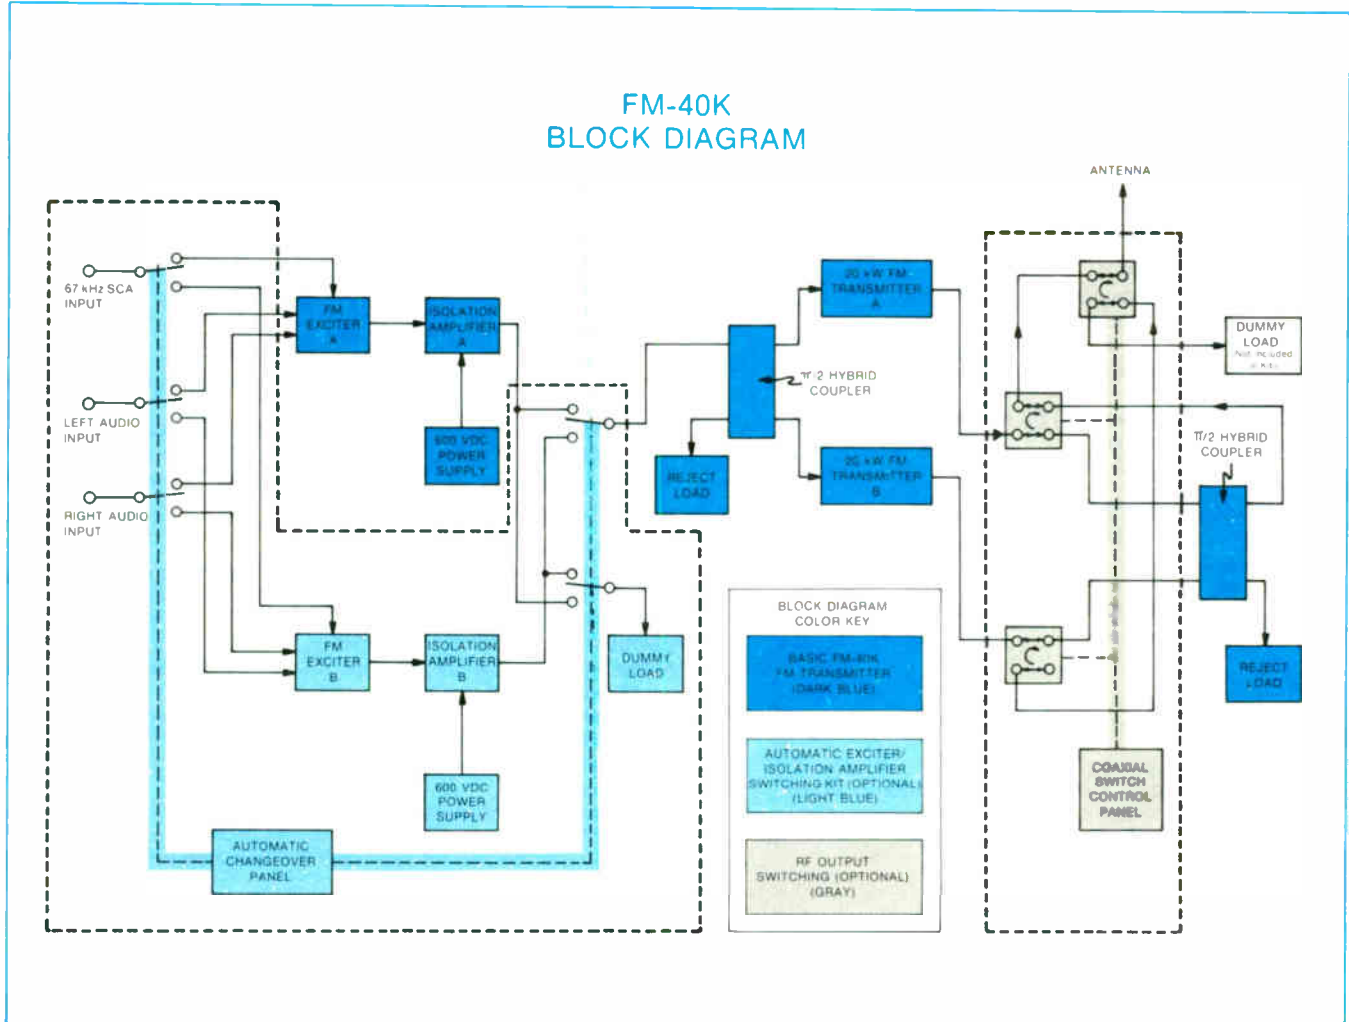 FM-40K
BLOCK DIAGRAM
ANTENNA
67 kHz SCA
INPUT
FM
EXCITER
A
ISOLATION
AMPLIFIER
A
20 kW FM
TRANSMITTER
A
DUMMY
LOAD
Not Included
in Kit
π/2 HYBRID
COUPLER
LEFT AUDIO
INPUT
600 VDC
POWER
SUPPLY
REJECT
LOAD
20 kW FM
TRANSMITTER
B
π/2 HYBRID
COUPLER
RIGHT AUDIO
INPUT
FM
EXCITER
B
ISOLATION
AMPLIFIER
B
DUMMY
LOAD
REJECT
LOAD
600 VDC
POWER
SUPPLY
AUTOMATIC
CHANGEOVER
PANEL
BLOCK DIAGRAM
COLOR KEY
BASIC FM-40K
FM TRANSMITTER
(DARK BLUE)
AUTOMATIC EXCITER/
ISOLATION AMPLIFIER
SWITCHING KIT (OPTIONAL)
(LIGHT BLUE)
RF OUTPUT
SWITCHING (OPTIONAL)
(GRAY)
COAXIAL
SWITCH
CONTROL
PANEL